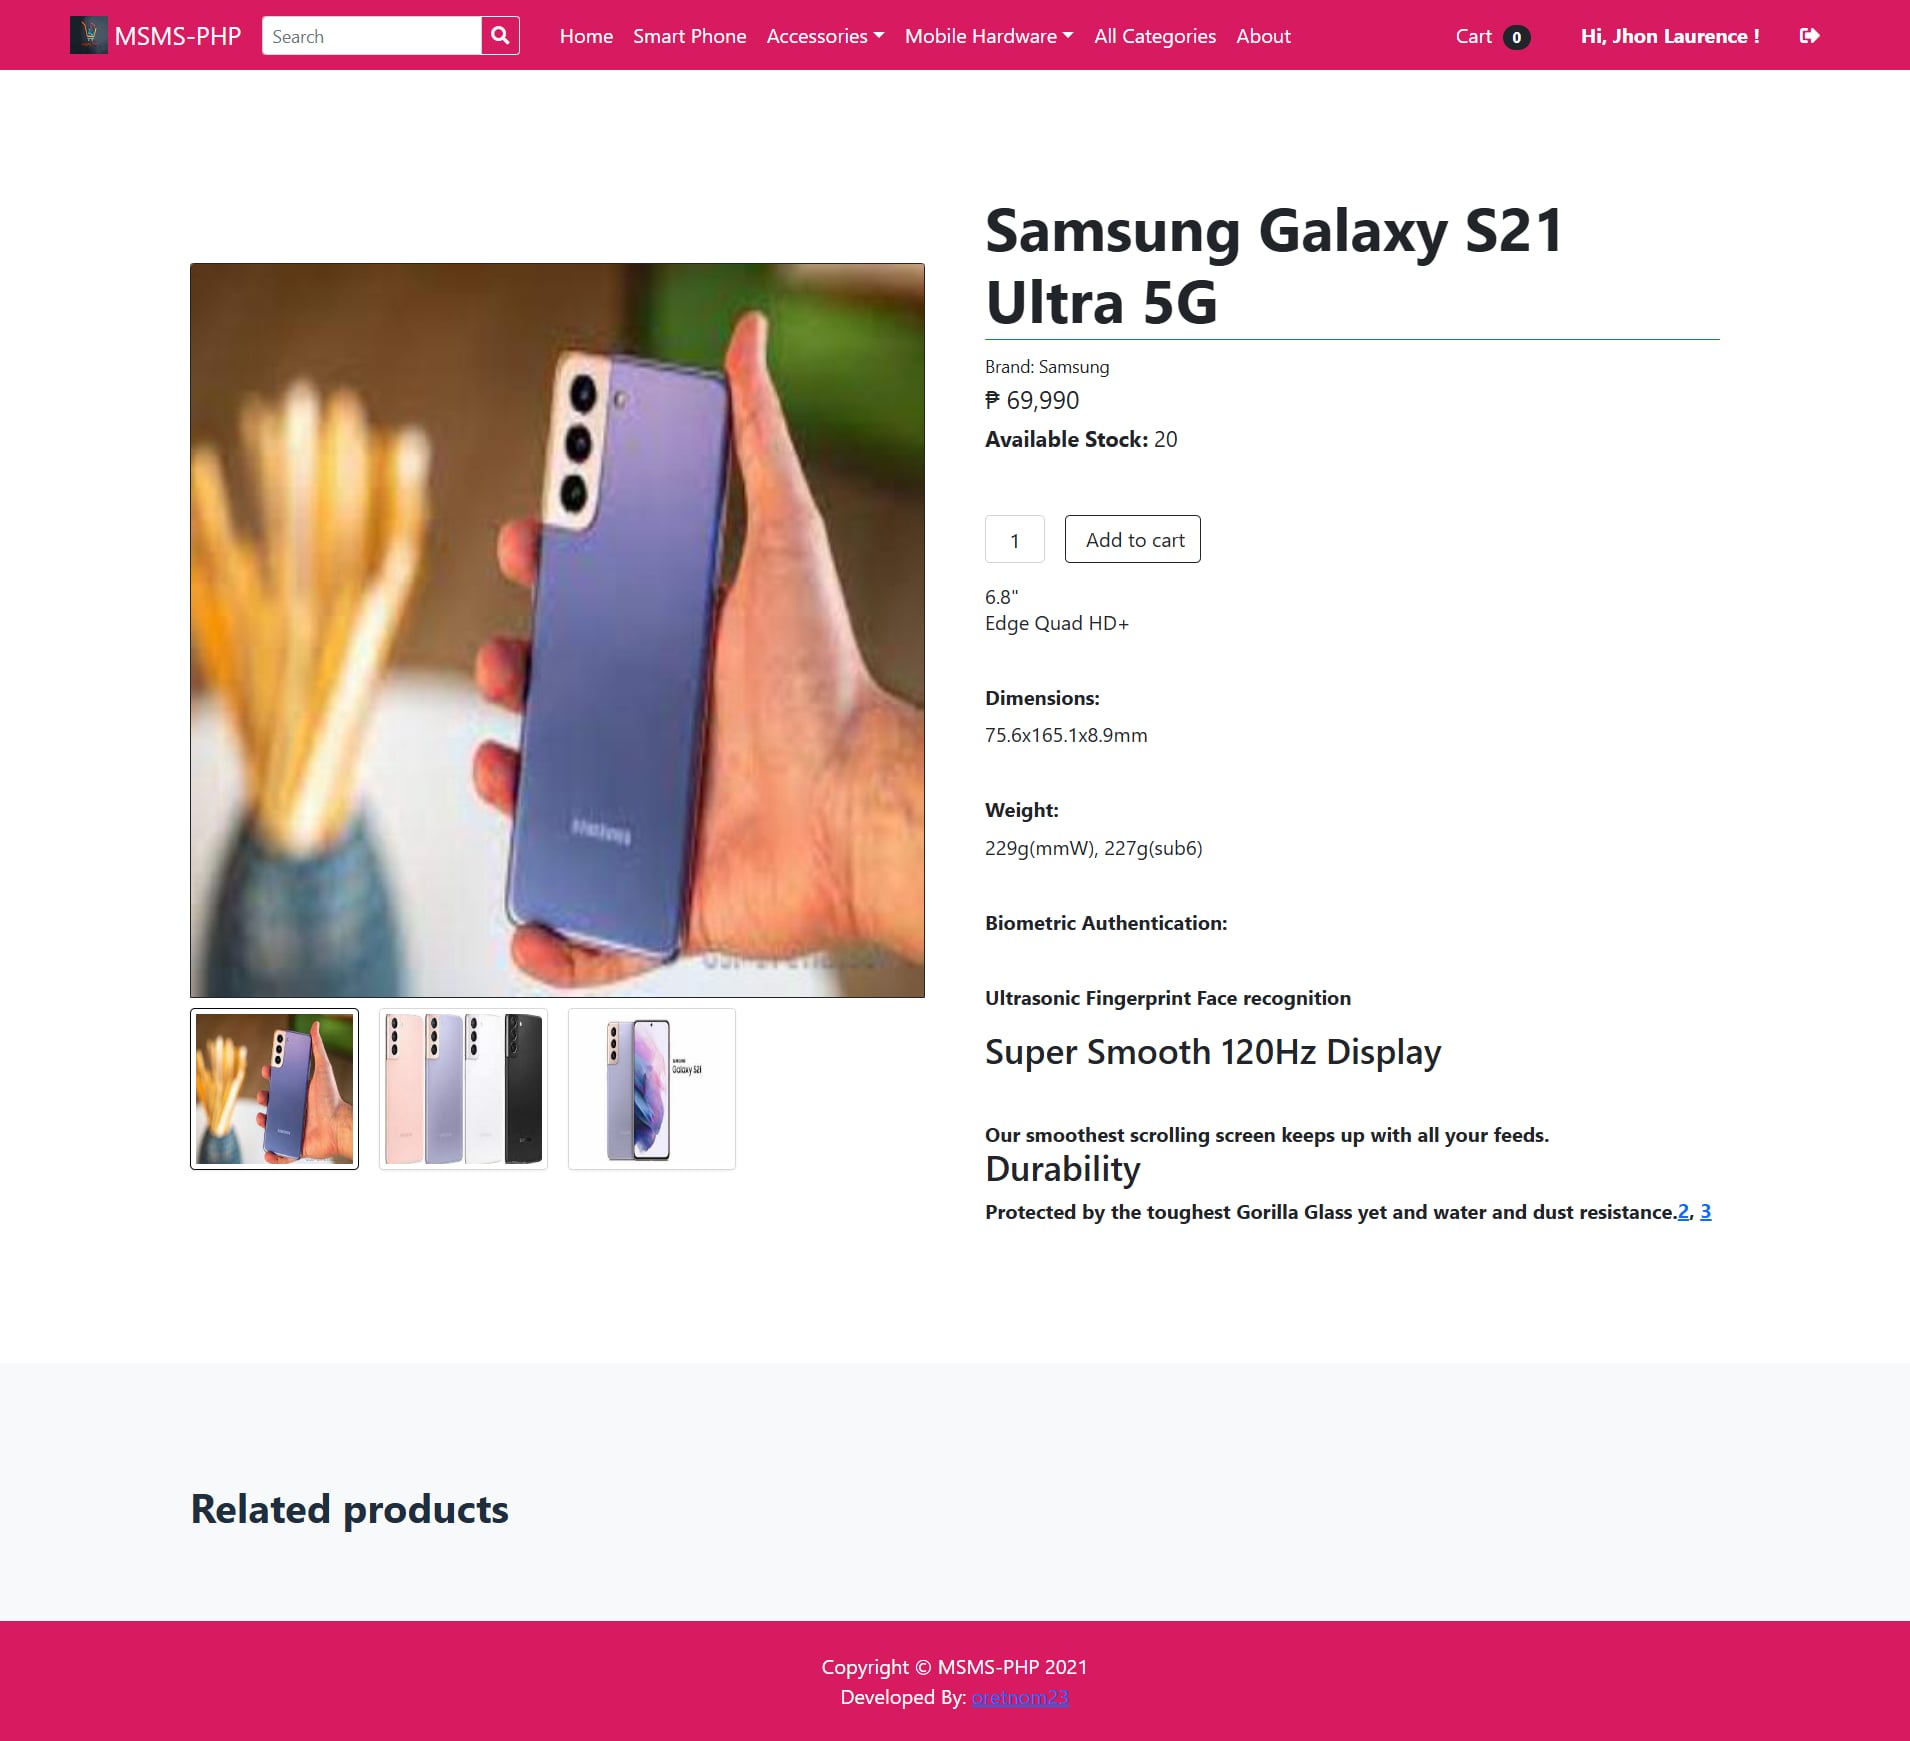 MSMS-PHP
Search
Home
Smart Phone
Accessories
Mobile Hardware
All Categories
About
Cart 0
Hi, Jhon Laurence !
Samsung Galaxy S21
Ultra 5G
Brand: Samsung
₱ 69,990
Available Stock: 20
1
Add to cart
6.8"
Edge Quad HD+
Dimensions:
75.6x165.1x8.9mm
Weight:
229g(mmW), 227g(sub6)
Biometric Authentication:
Ultrasonic Fingerprint Face recognition
Super Smooth 120Hz Display
Our smoothest scrolling screen keeps up with all your feeds.
Durability
Protected by the toughest Gorilla Glass yet and water and dust resistance.2, 3
SAMSUNG
Galaxy S21
Related products
Copyright © MSMS-PHP 2021
Developed By: oretnom23